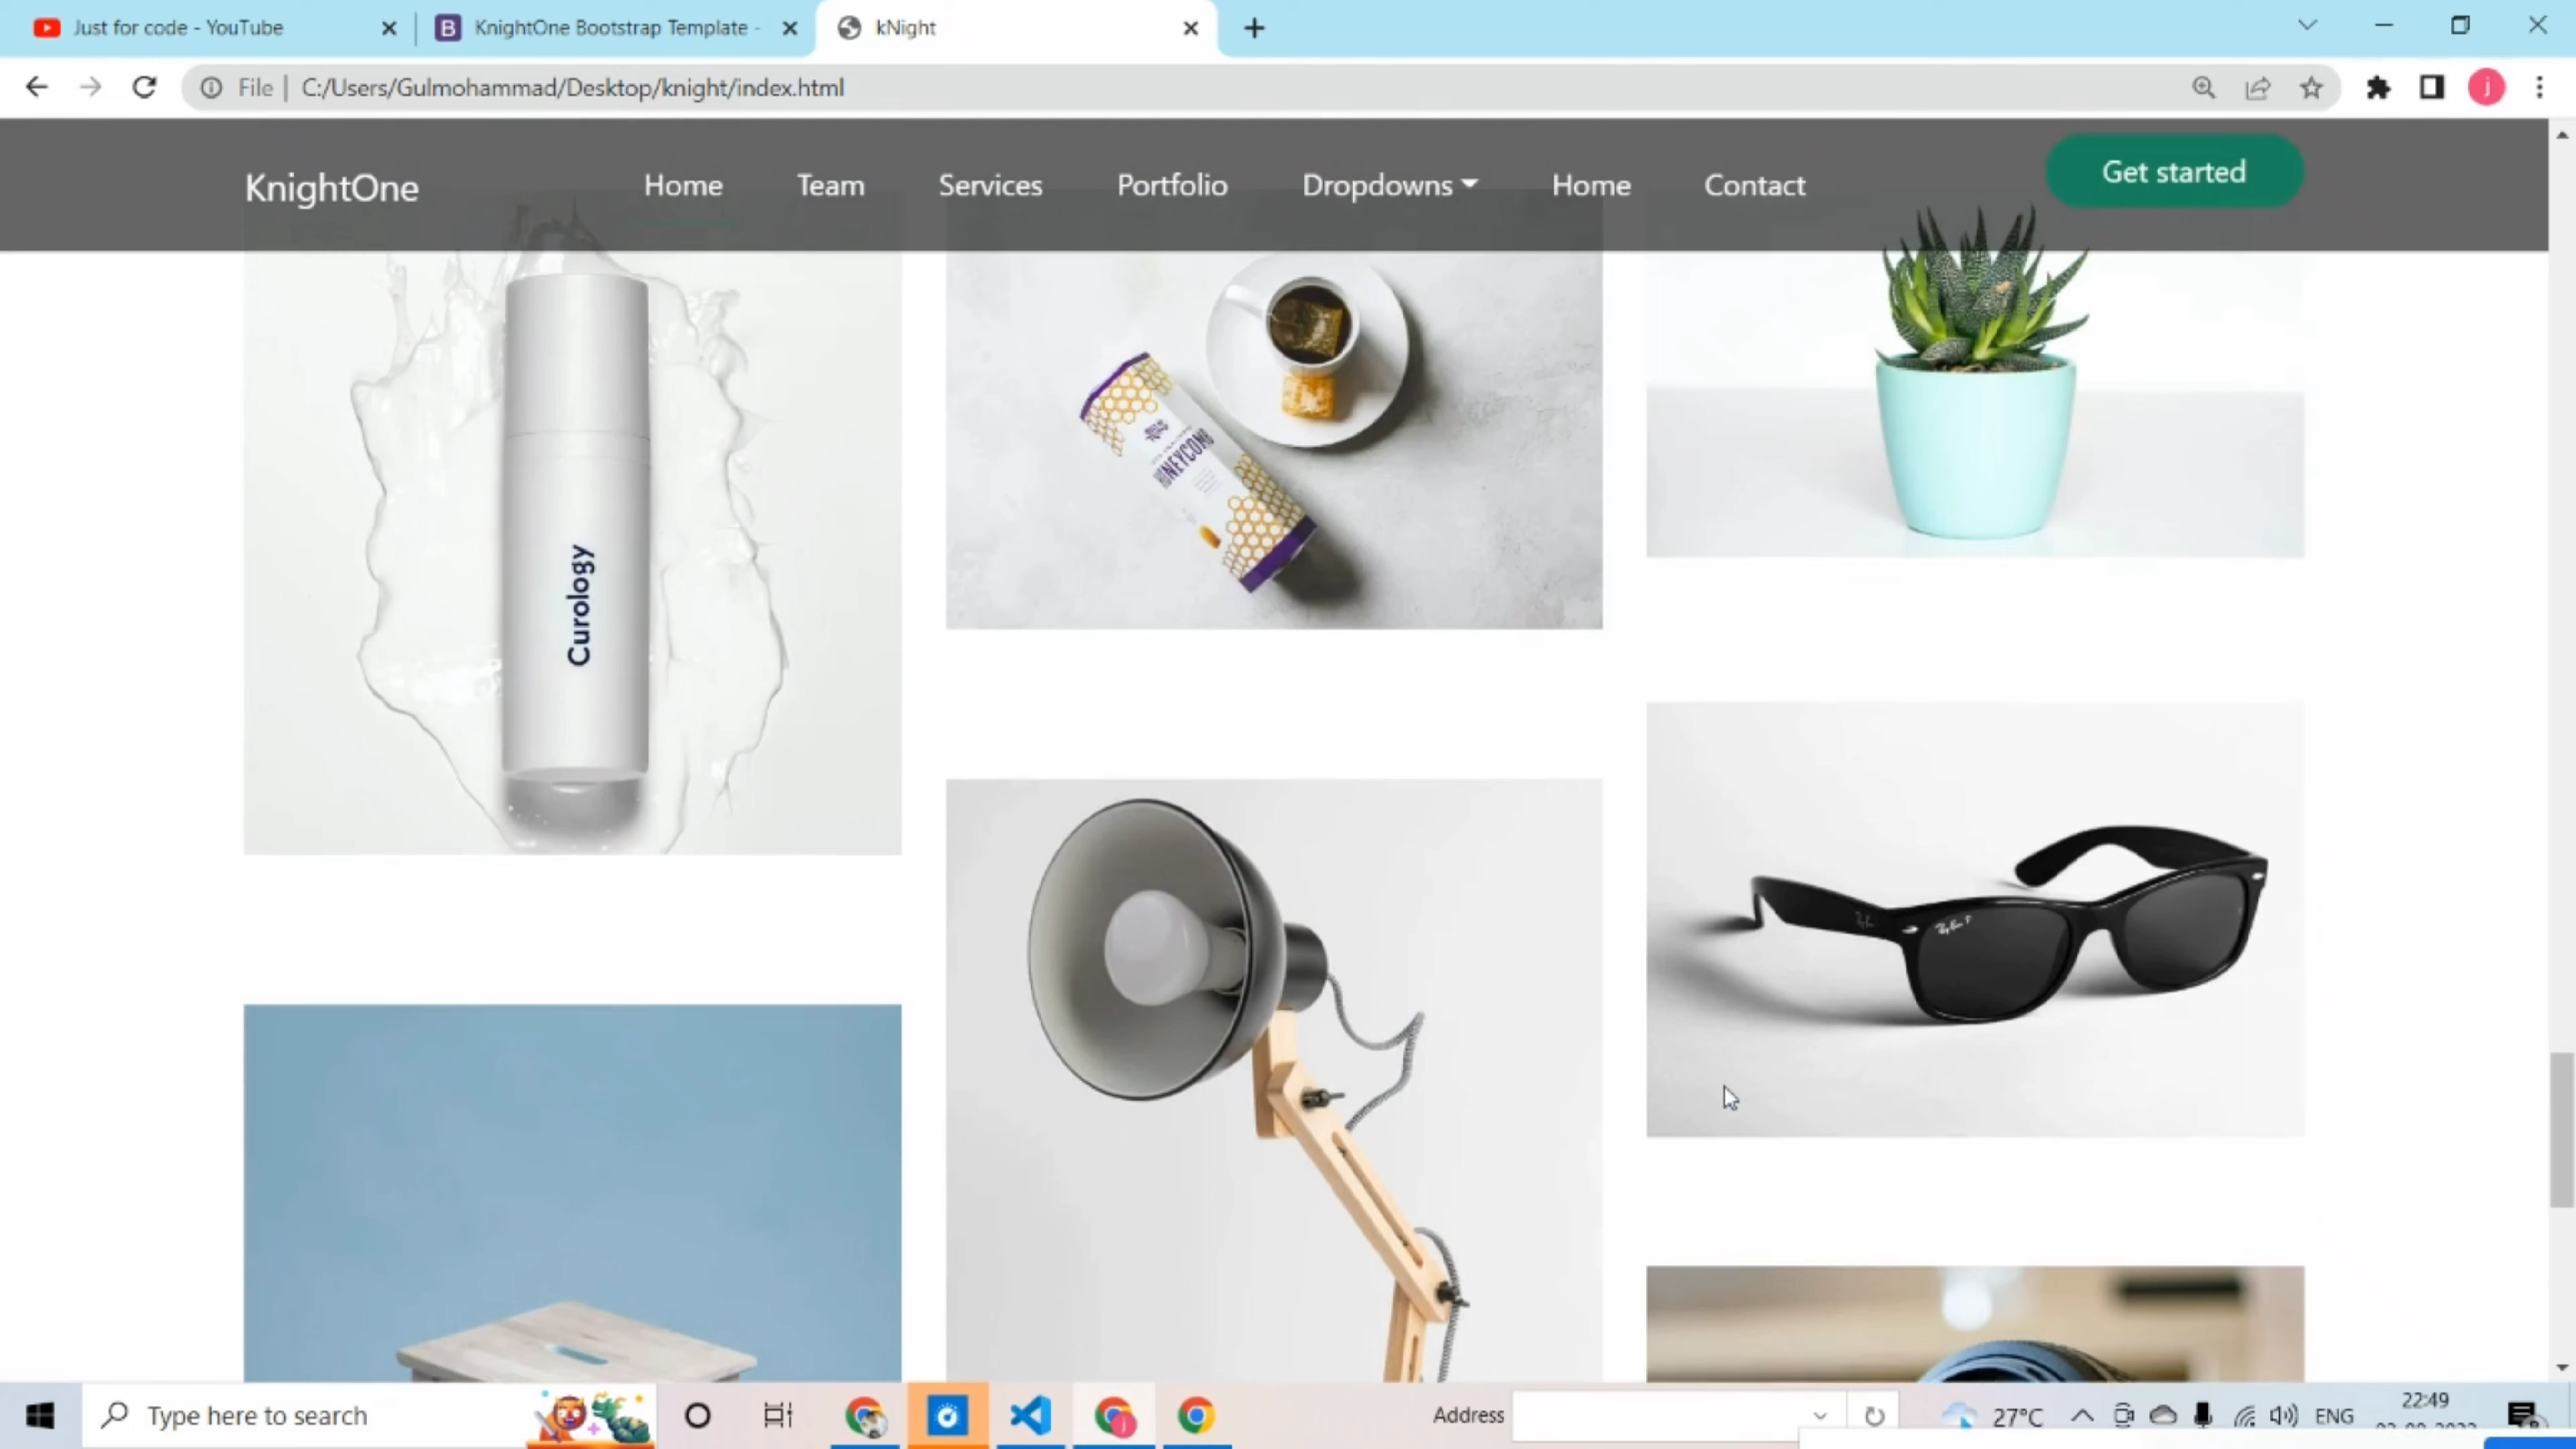 Just for code - YouTube
KnightOne Bootstrap Template -
kNight
File
C:/Users/Gulmohammad/Desktop/knight/index.html
j
KnightOne
Home
Team
Services
Portfolio
Dropdowns
Home
Contact
Get started
Curology
HONEYCOMB
Type here to search
Address
27°C
ENG
22:49